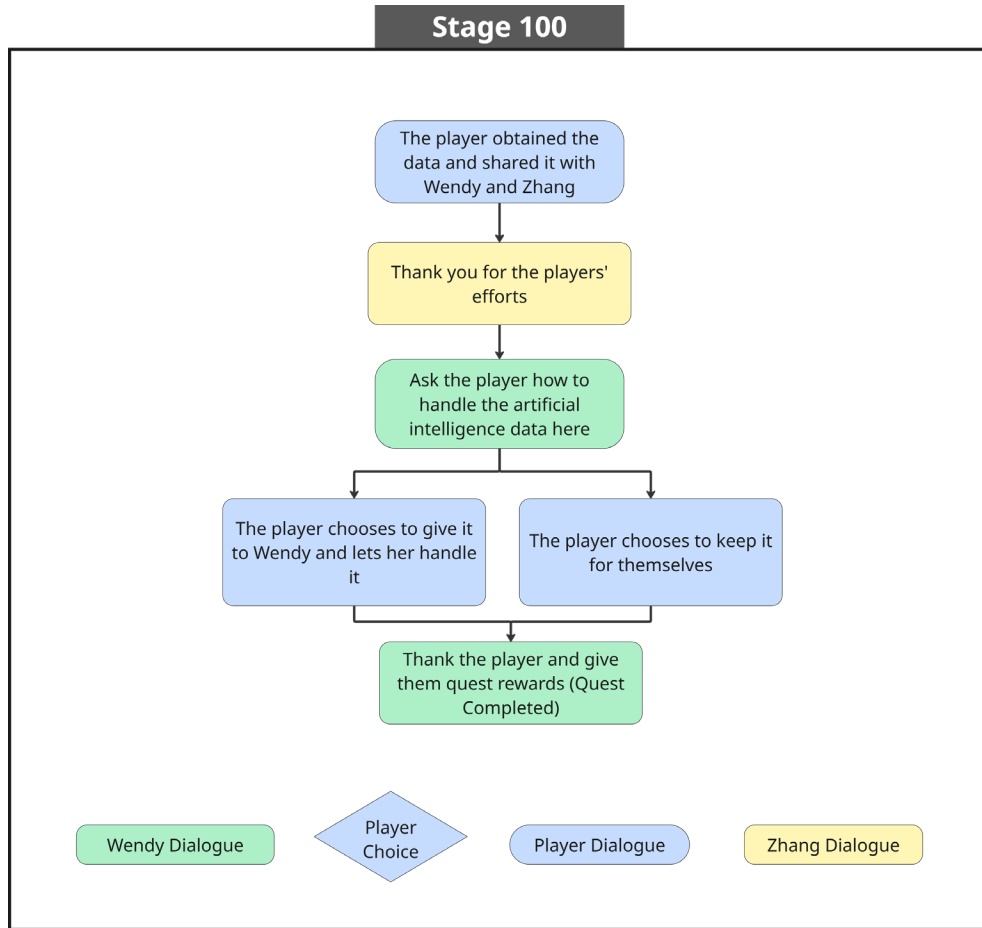 Stage 100
The player obtained the
data and shared it with
Wendy and Zhang
Thank you for the players'
efforts
Ask the player how to
handle the artificial
intelligence data here
The player chooses to give it
to Wendy and lets her handle
it
The player chooses to keep it
for themselves
Thank the player and give
them quest rewards (Quest
Completed)
Wendy Dialogue
Player
Choice
Player Dialogue
Zhang Dialogue